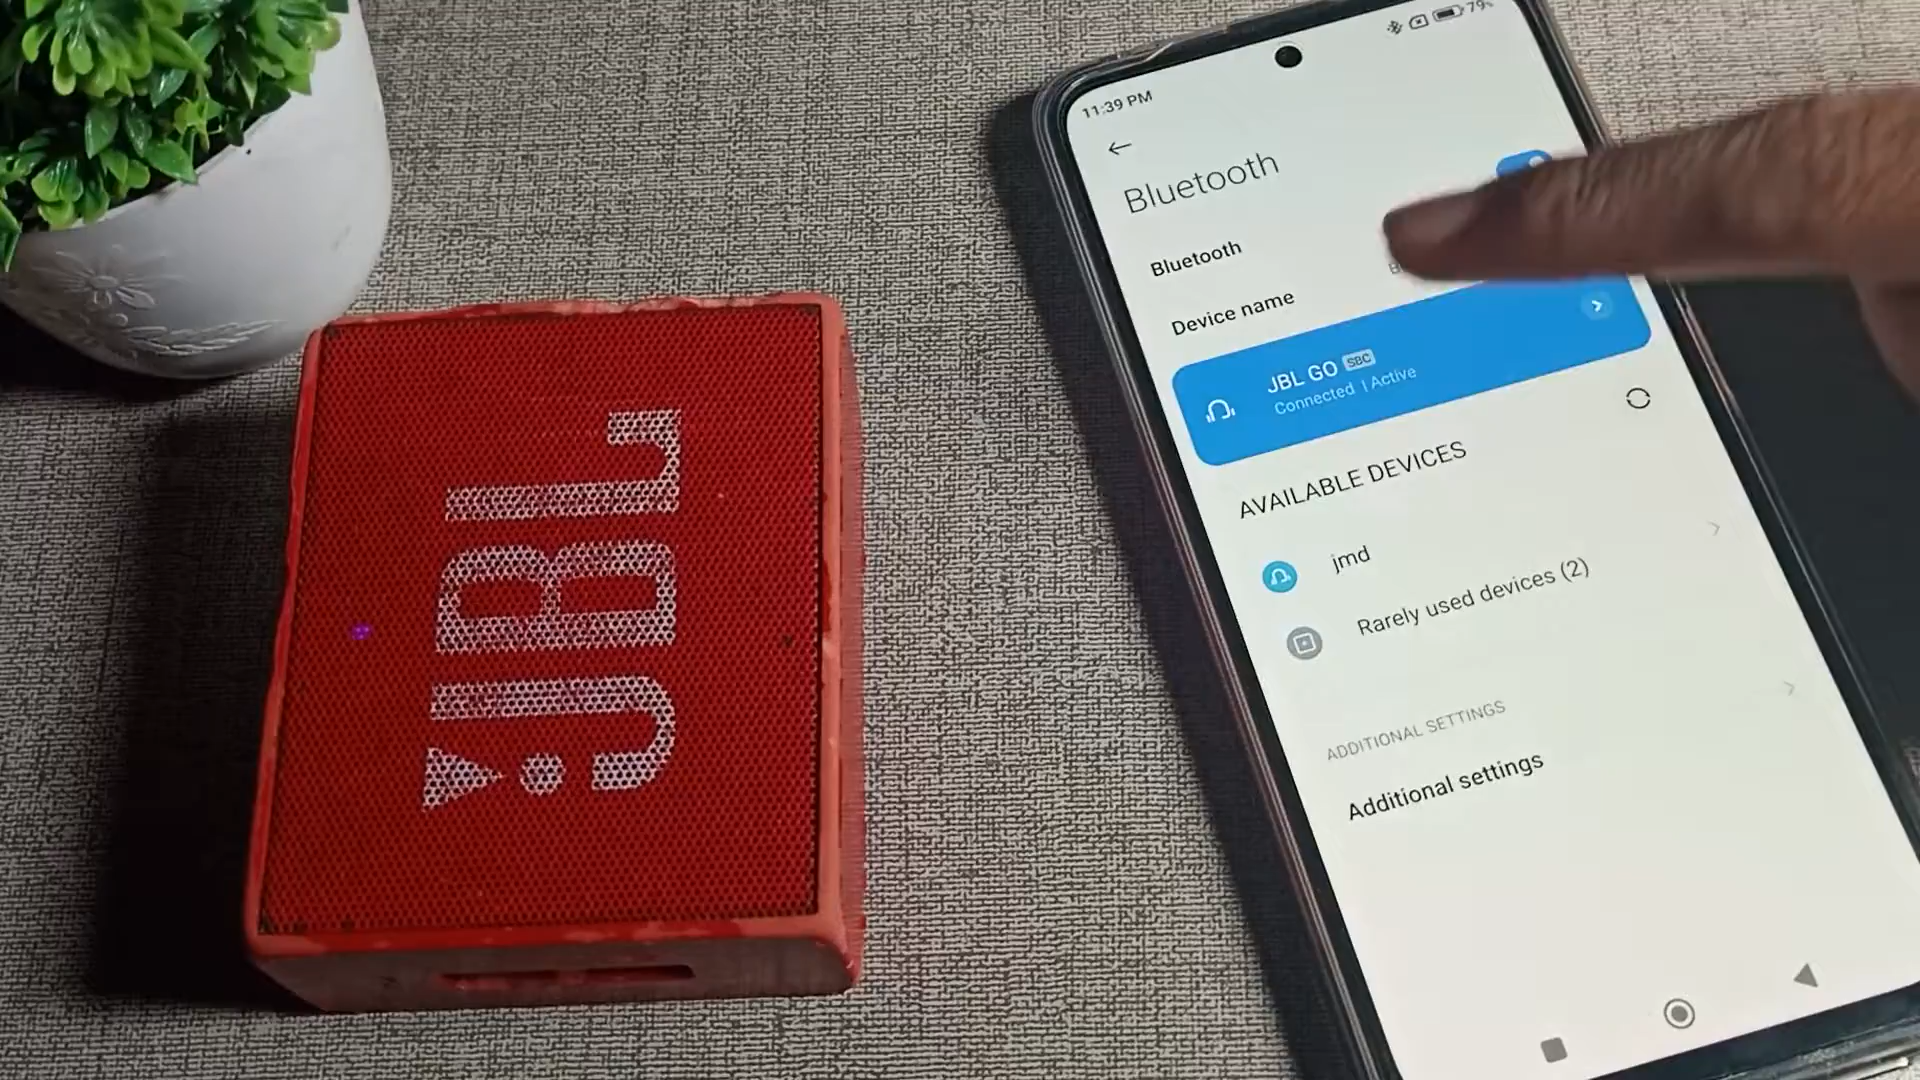 JBL
11:39 PM
79%
Bluetooth
Bluetooth
Device name
JBL GO SBC
Connected | Active
AVAILABLE DEVICES
jmd
Rarely used devices (2)
ADDITIONAL SETTINGS
Additional settings